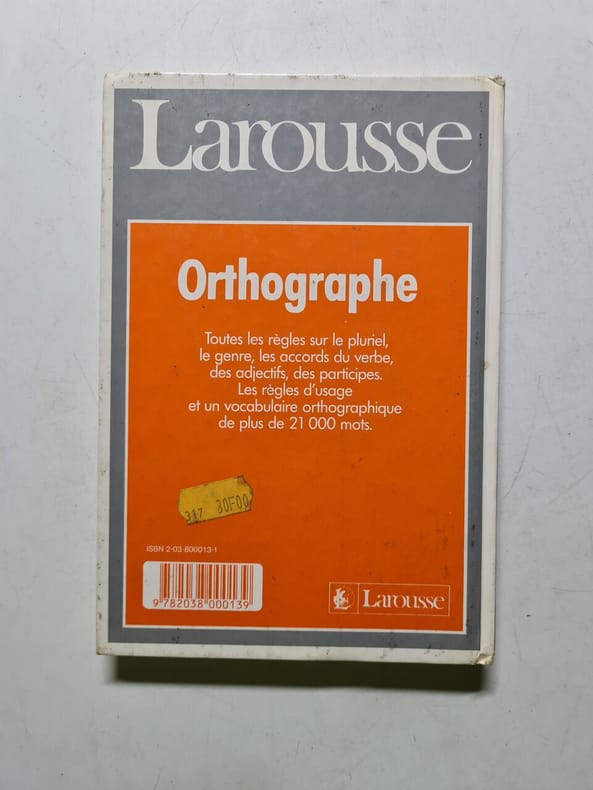 Larousse
Orthographe
Toutes les règles sur le pluriel,
le genre, les accords du verbe,
des adjectifs, des participes.
Les règles d'usage
et un vocabulaire orthographique
de plus de 21 000 mots.
317 30F00
ISBN 2-03-800013-1
9 782038 000139
Larousse